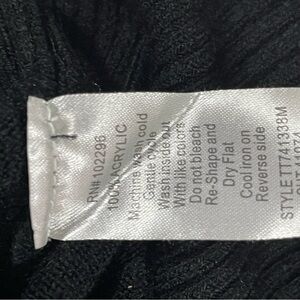 RN# 102296
100% ACRYLIC
Machine wash cold
Gentle cycle
Wash inside out
With like colors
Do not bleach
Re-Shape and
Dry Flat
Cool Iron on
Reverse side
STYLE TT741338M